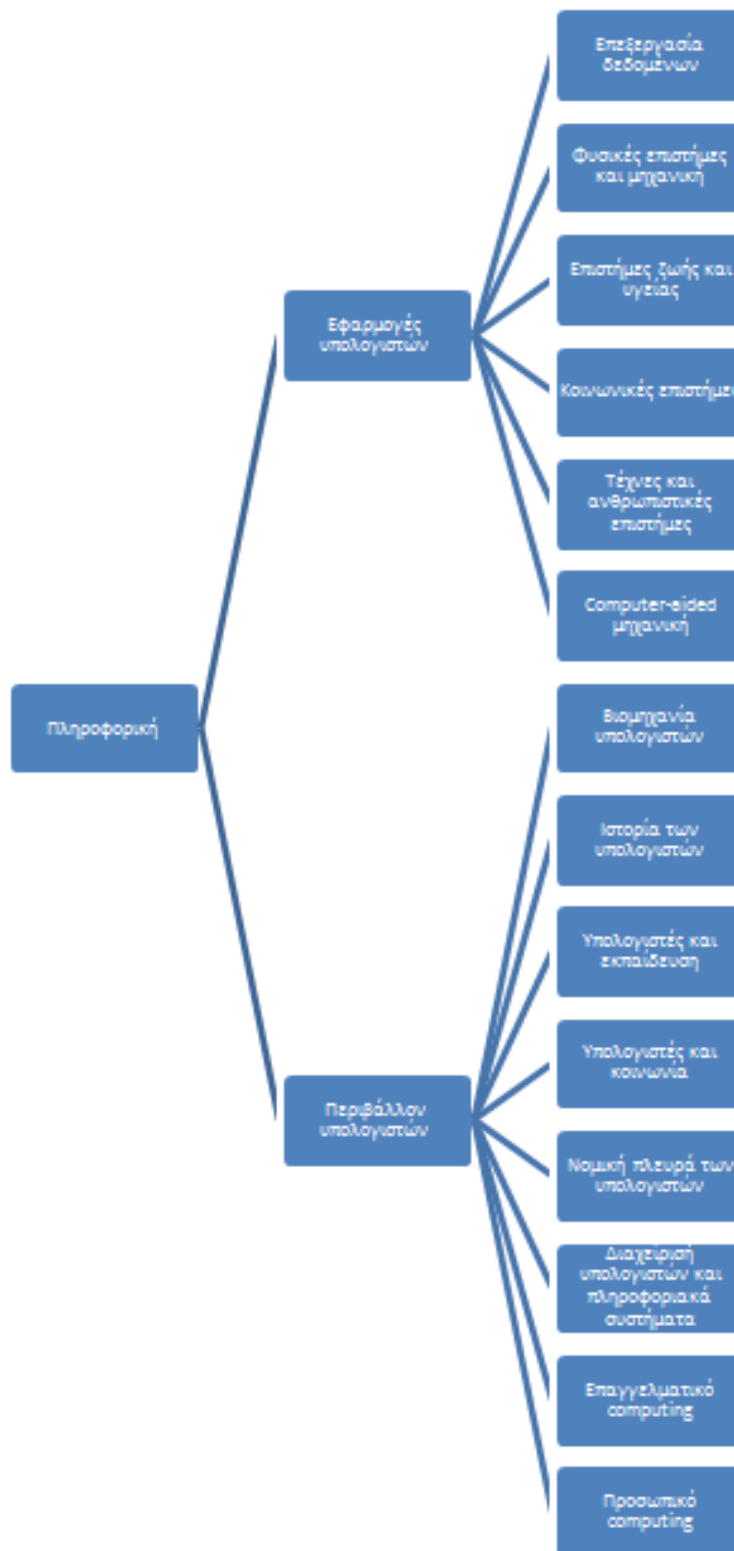 Πληροφορική
Εφαρμογές
υπολογιστών
Επεξεργασία
δεδομένων
Φυσικές επιστήμες
και μηχανική
Επιστήμες ζωής και
υγείας
Κοινωνικές επιστήμες
Τέχνες και
ανθρωπιστικές
επιστήμες
Computer-aided
μηχανική
Περιβάλλον
υπολογιστών
Βιομηχανία
υπολογιστών
Ιστορία των
υπολογιστών
Υπολογιστές και
εκπαίδευση
Υπολογιστές και
κοινωνία
Νομική πλευρά των
υπολογιστών
Διαχείριση
υπολογιστών και
πληροφοριακά
συστήματα
Επαγγελματικό
computing
Προσωπικό
computing